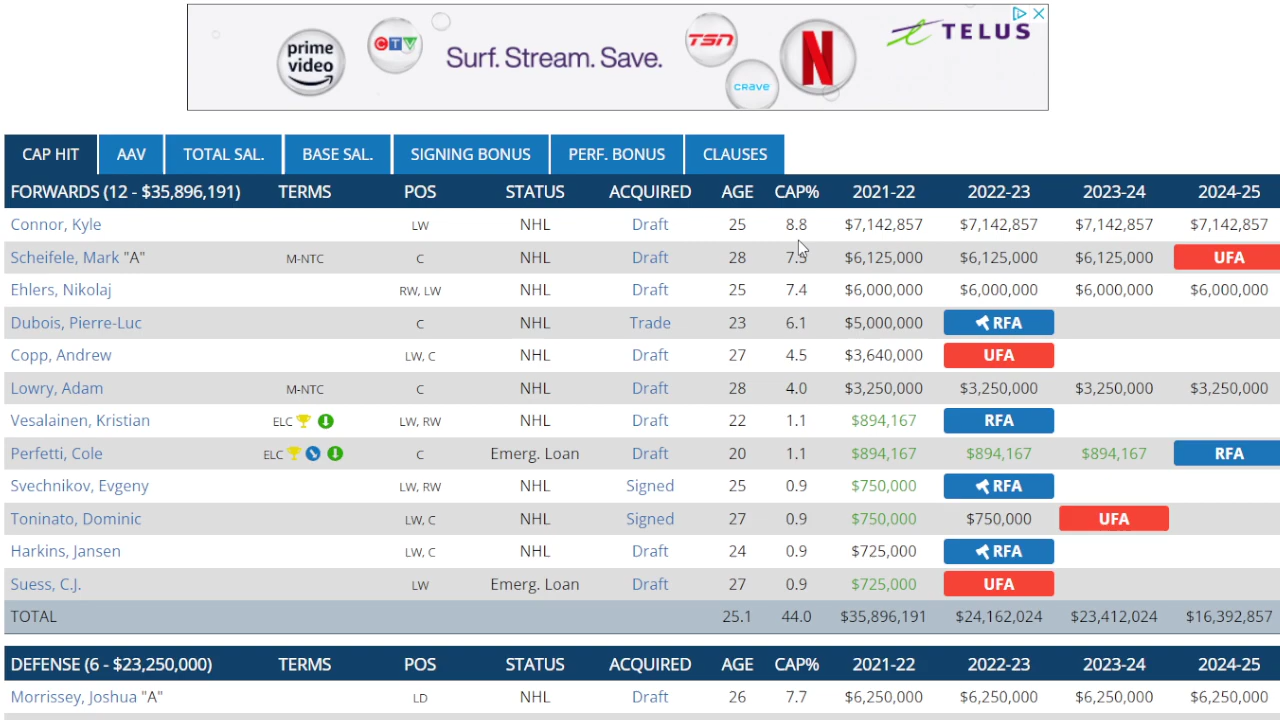 prime video CTV Surf. Stream. Save. TSN CRAVE N TELUS
CAP HIT AAV TOTAL SAL. BASE SAL. SIGNING BONUS PERF. BONUS CLAUSES
FORWARDS (12 - $35,896,191) TERMS POS STATUS ACQUIRED AGE CAP% 2021-22 2022-23 2023-24 2024-25
Connor, Kyle LW NHL Draft 25 8.8 $7,142,857 $7,142,857 $7,142,857 $7,142,857
Scheifele, Mark "A" M-NTC C NHL Draft 28 7.5 $6,125,000 $6,125,000 $6,125,000 UFA
Ehlers, Nikolaj RW, LW NHL Draft 25 7.4 $6,000,000 $6,000,000 $6,000,000 $6,000,000
Dubois, Pierre-Luc C NHL Trade 23 6.1 $5,000,000 RFA
Copp, Andrew LW, C NHL Draft 27 4.5 $3,640,000 UFA
Lowry, Adam M-NTC C NHL Draft 28 4.0 $3,250,000 $3,250,000 $3,250,000 $3,250,000
Vesalainen, Kristian ELC LW, RW NHL Draft 22 1.1 $894,167 RFA
Perfetti, Cole ELC C Emerg. Loan Draft 20 1.1 $894,167 $894,167 $894,167 RFA
Svechnikov, Evgeny LW, RW NHL Signed 25 0.9 $750,000 RFA
Toninato, Dominic LW, C NHL Signed 27 0.9 $750,000 $750,000 UFA
Harkins, Jansen LW, C NHL Draft 24 0.9 $725,000 RFA
Suess, C.J. LW Emerg. Loan Draft 27 0.9 $725,000 UFA
TOTAL 25.1 44.0 $35,896,191 $24,162,024 $23,412,024 $16,392,857
DEFENSE (6 - $23,250,000) TERMS POS STATUS ACQUIRED AGE CAP% 2021-22 2022-23 2023-24 2024-25
Morrissey, Joshua "A" LD NHL Draft 26 7.7 $6,250,000 $6,250,000 $6,250,000 $6,250,000